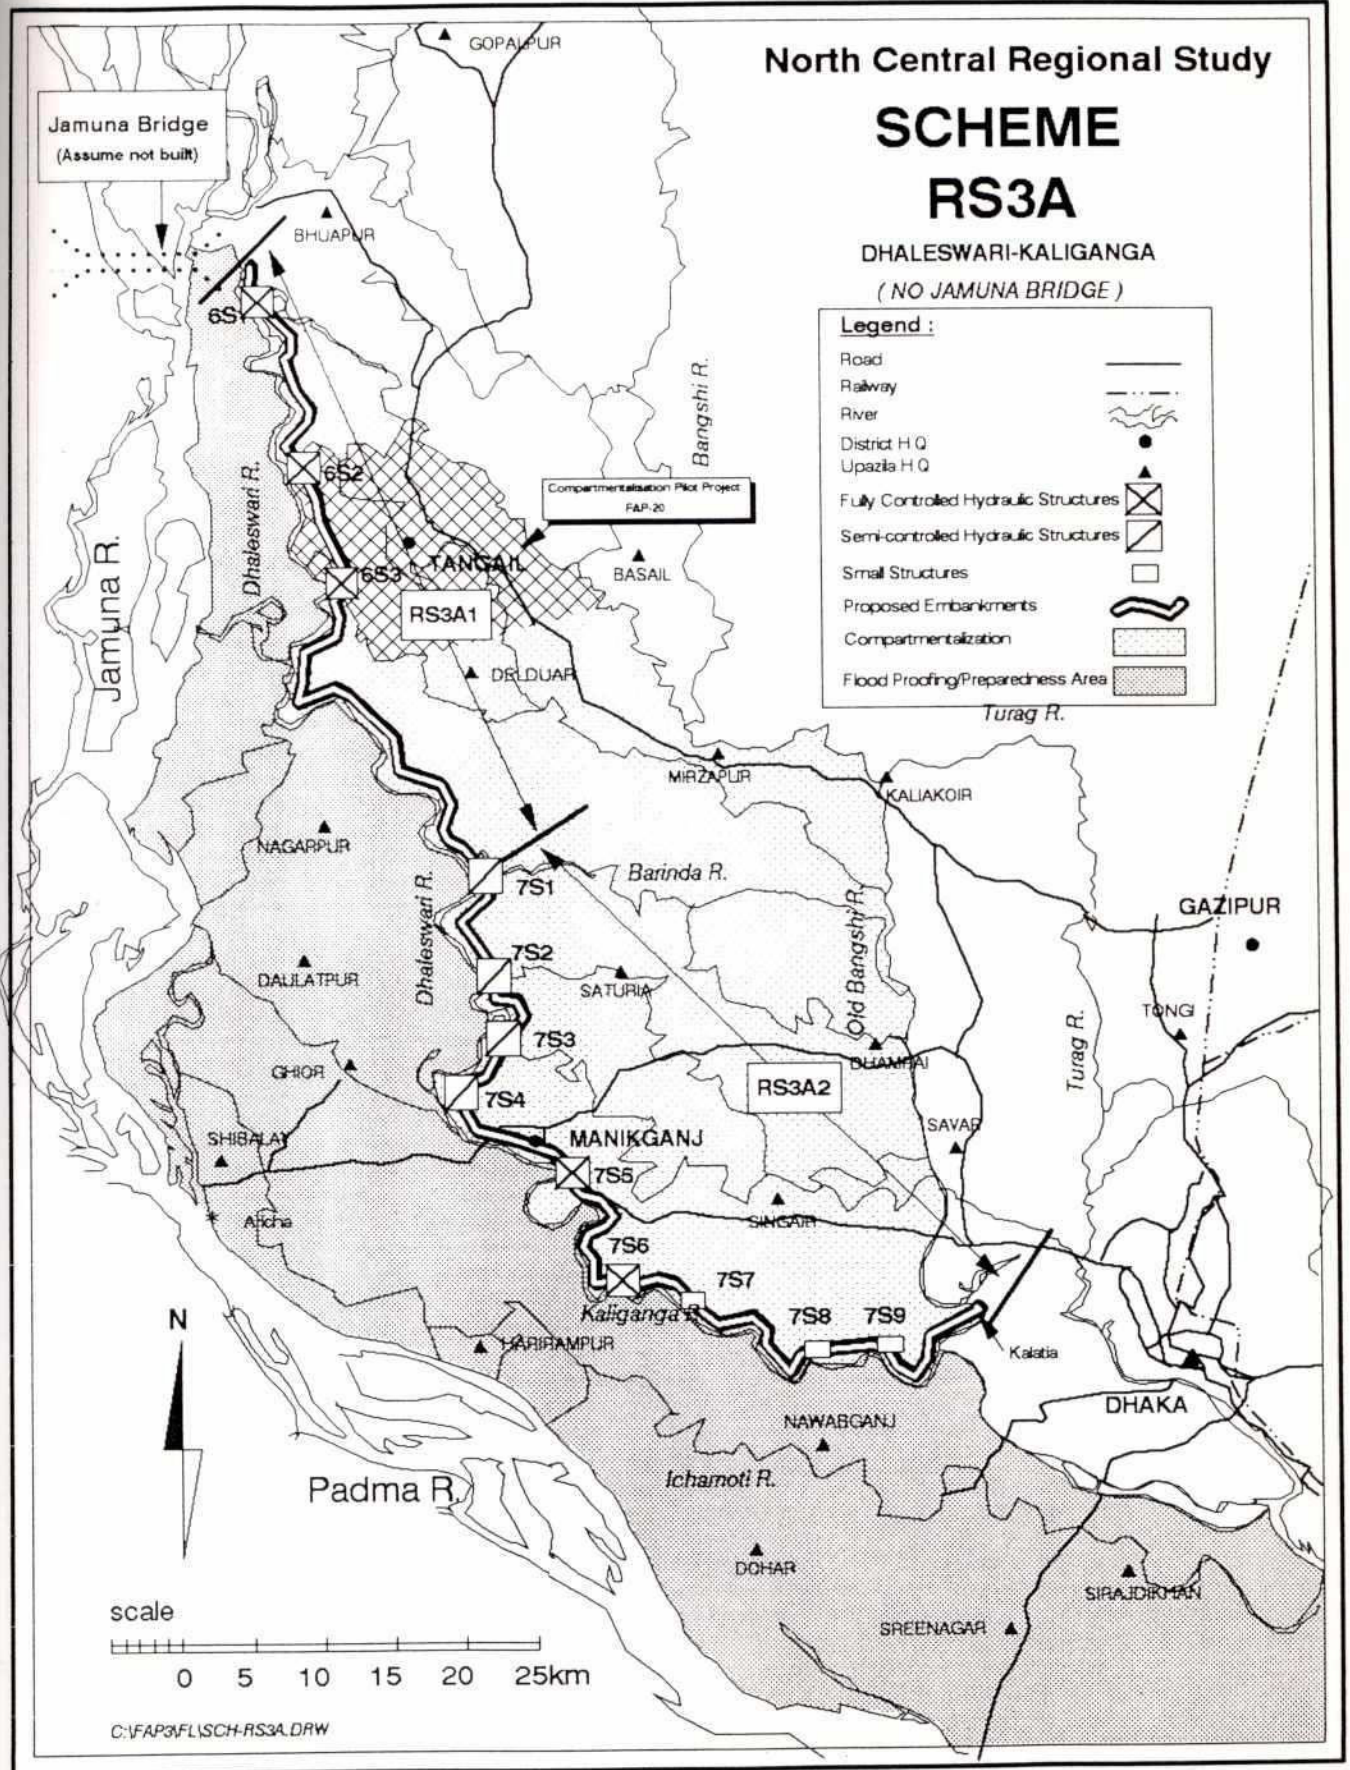 North Central Regional Study
SCHEME
RS3A
DHALESWARI-KALIGANGA
( NO JAMUNA BRIDGE )
Legend :
Road
Railway
River
District H Q
Upazila H Q
Fully Controlled Hydraulic Structures
Semi-controlled Hydraulic Structures
Small Structures
Proposed Embankments
Compartmentalization
Flood Proofing/Preparedness Area
GOPALPUR
Jamuna Bridge
(Assume not built)
BHUAPUR
6S1
Bangshi R.
Dhaleswari R.
6S2
Compartmentalisation Pilot Project
FAP-20
Jamuna R.
TANGAIL
BASAIL
6S3
RS3A1
DELDUAR
Turag R.
MIRZAPUR
KALIAKOIR
NAGARPUR
Barinda R.
7S1
Dhaleswari R.
Old Bangshi R.
GAZIPUR
7S2
DAULATPUR
SATURIA
TONGI
7S3
Turag R.
DHAMRAI
GHIOR
RS3A2
7S4
SAVAR
SHIBALAY
MANIKGANJ
7S5
Aricha
SINGAIR
7S6
7S7
Kaliganga R.
7S8
7S9
N
HARIRAMPUR
Kalatia
DHAKA
NAWABGANJ
Ichamoti R.
Padma R.
DOHAR
SIRAJDIKHAN
SREENAGAR
scale
0 5 10 15 20 25km
C:\FAP3\FL\SCH-RS3A.DRW